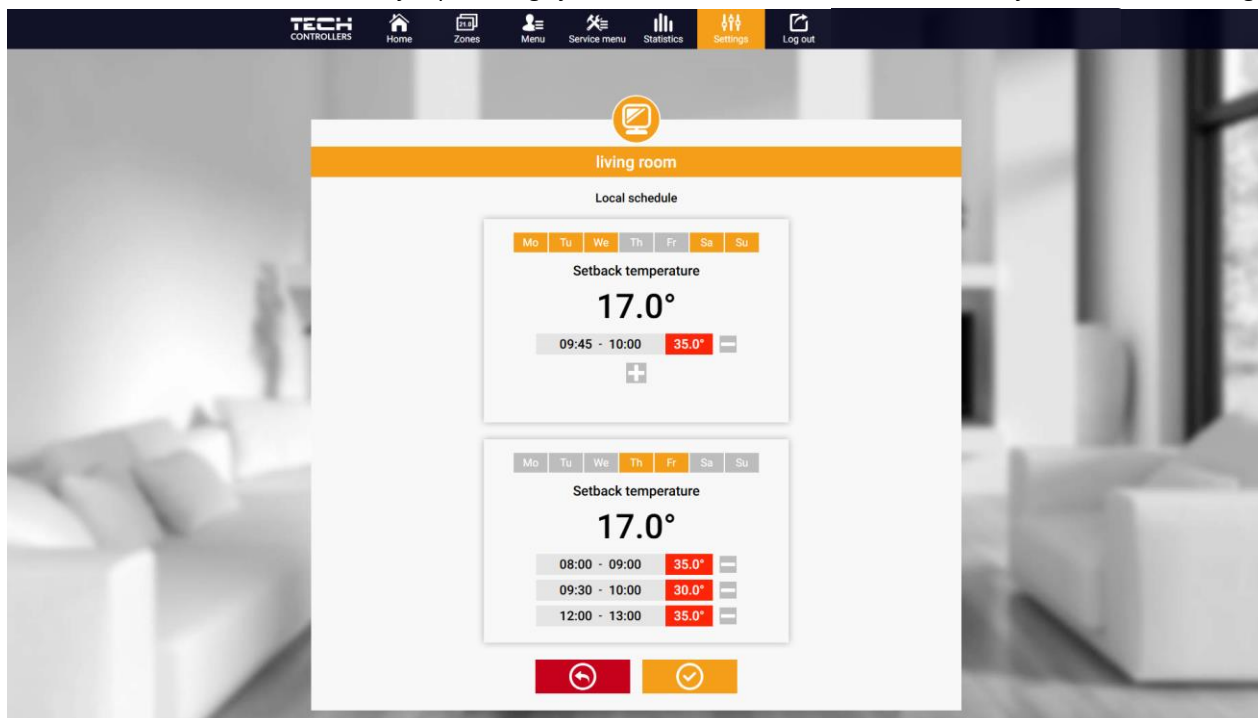 TECH
CONTROLLERS
Home
21.0
Zones
Menu
Service menu
Statistics
Settings
Log out
living room
Local schedule
Mo Tu We Th Fr Sa Su
Setback temperature
17.0°
09:45 - 10:00 35.0°
Mo Tu We Th Fr Sa Su
Setback temperature
17.0°
08:00 - 09:00 35.0°
09:30 - 10:00 30.0°
12:00 - 13:00 35.0°